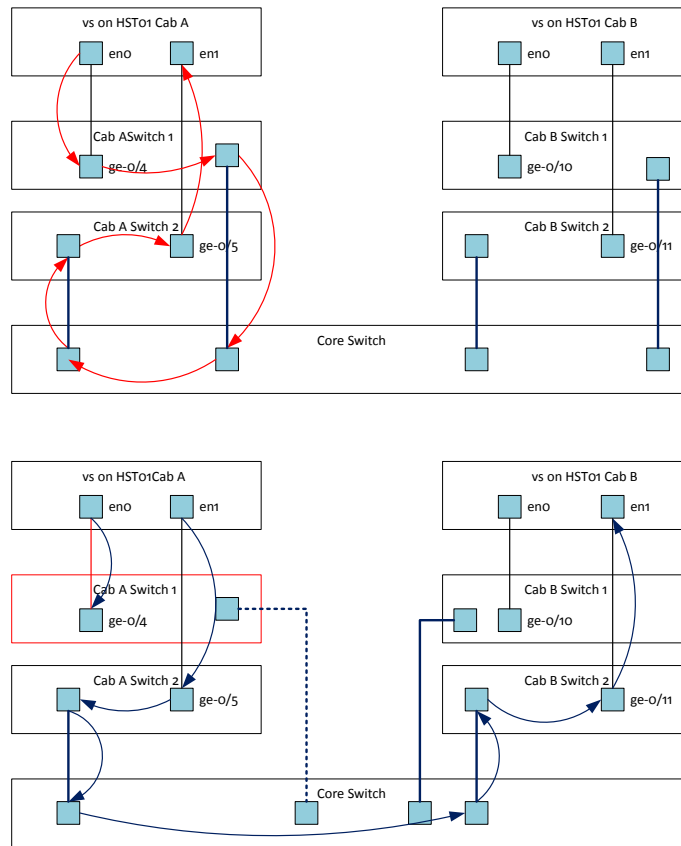 vs on HST01 Cab A
vs on HST01 Cab B
en0
en1
en0
en1
Cab ASwitch 1
Cab B Switch 1
ge-0/4
ge-0/10
Cab A Switch 2
Cab B Switch 2
ge-0/5
ge-0/11
Core Switch
vs on HST01Cab A
vs on HST01 Cab B
en0
en1
en0
en1
Cab A Switch 1
Cab B Switch 1
ge-0/4
ge-0/10
Cab A Switch 2
Cab B Switch 2
ge-0/5
ge-0/11
Core Switch